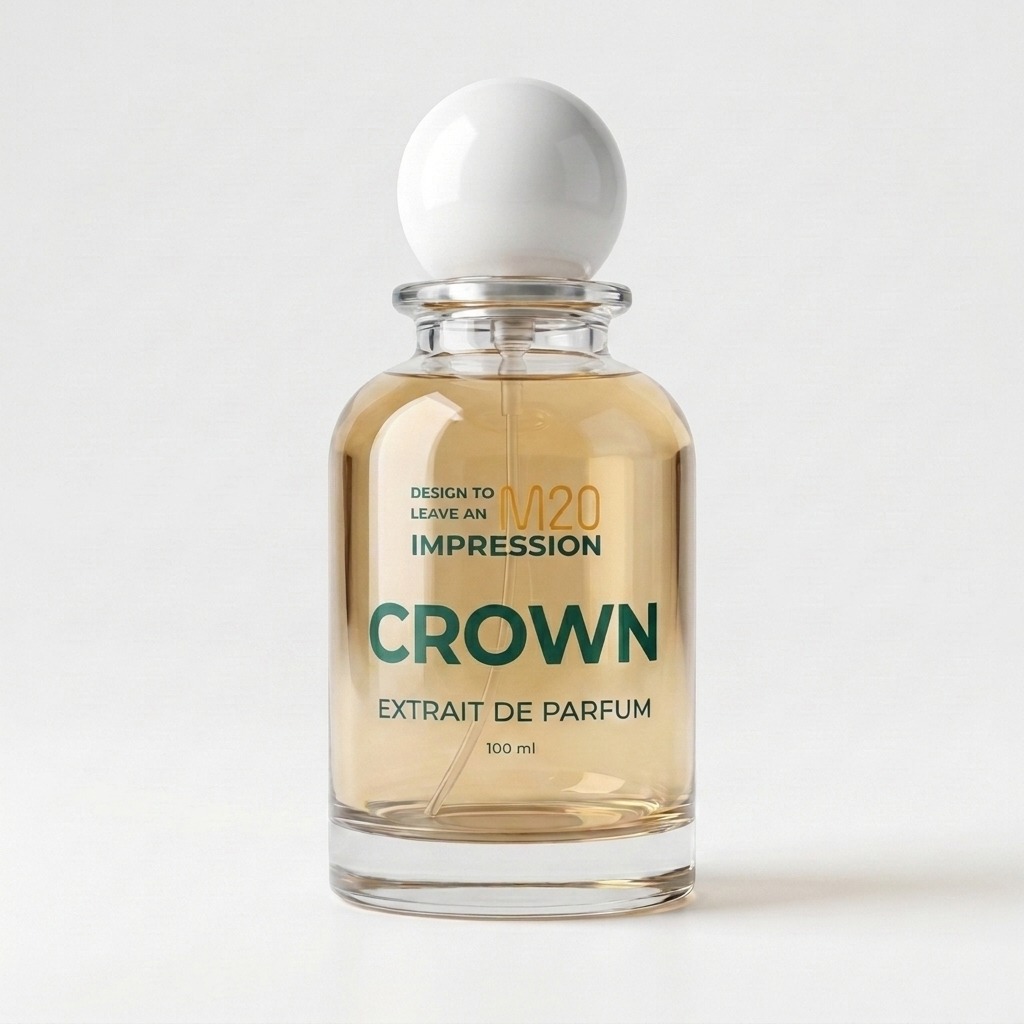 DESIGN TO
LEAVE AN M20
IMPRESSION
CROWN
EXTRAIT DE PARFUM
100 ml